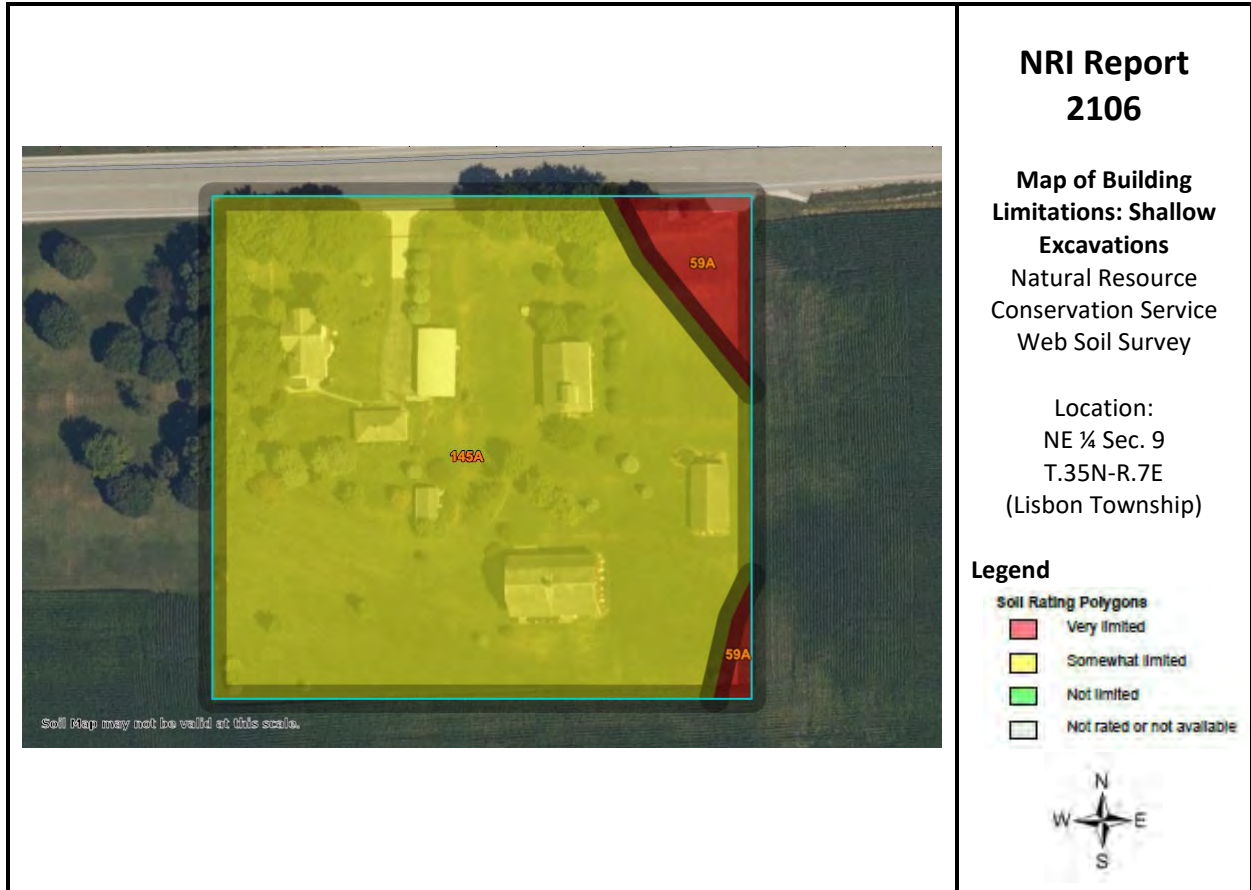 59A
145A
59A
Soil Map may not be valid at this scale.
NRI Report
2106
Map of Building
Limitations: Shallow
Excavations
Natural Resource
Conservation Service
Web Soil Survey
Location:
NE ¼ Sec. 9
T.35N-R.7E
(Lisbon Township)
Legend
Soil Rating Polygons
Very limited
Somewhat limited
Not limited
Not rated or not available
N
W E
S